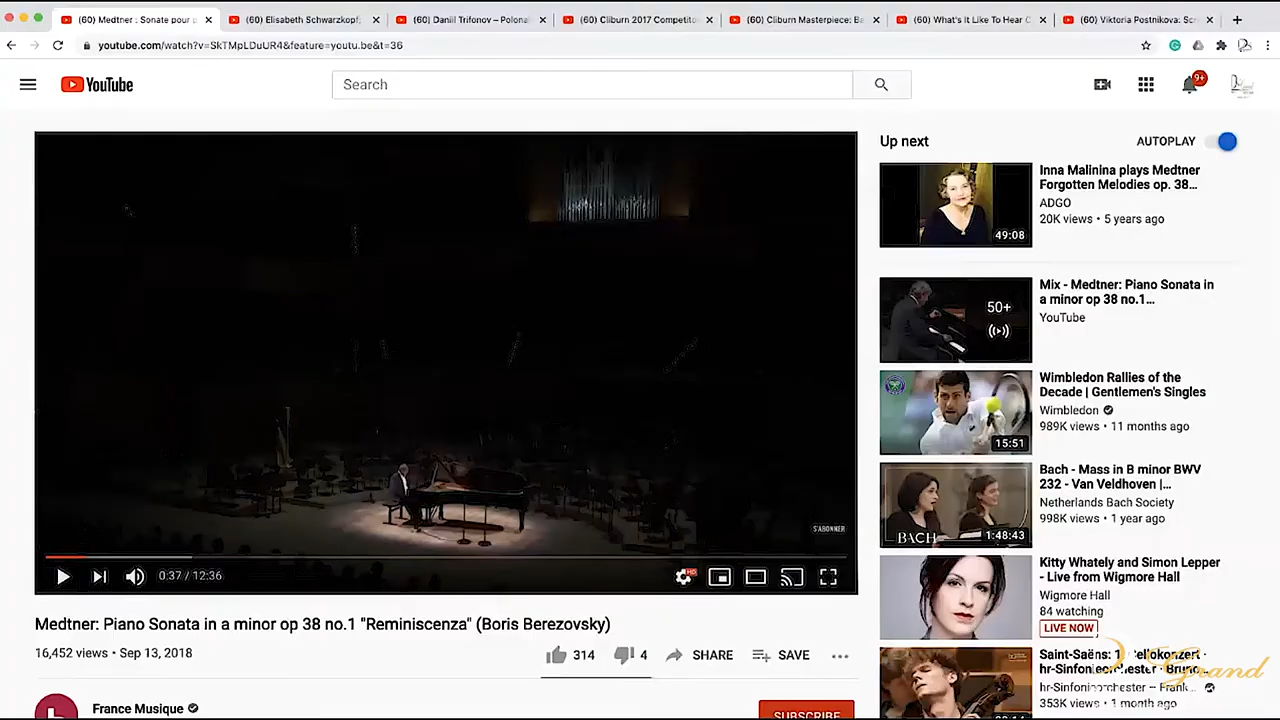 (60) Medtner : Sonate pour p
(60) Elisabeth Schwarzkopf;
(60) Daniil Trifonov – Polonai
(60) Cliburn 2017 Competito
(60) Cliburn Masterpiece: Ba
(60) What's It Like To Hear C
(60) Viktoria Postnikova: Scr
youtube.com/watch?v=SkTMpLDuUR4&feature=youtu.be&t=36
YouTube
Search
9+
Up next
AUTOPLAY
Inna Malinina plays Medtner
Forgotten Melodies op. 38...
ADGO
20K views • 5 years ago
49:08
Mix - Medtner: Piano Sonata in
a minor op 38 no.1...
YouTube
50+
Wimbledon Rallies of the
Decade | Gentlemen's Singles
Wimbledon
989K views • 11 months ago
15:51
Bach - Mass in B minor BWV
232 - Van Veldhoven |...
Netherlands Bach Society
998K views • 1 year ago
BACH
1:48:43
Kitty Whately and Simon Lepper
- Live from Wigmore Hall
Wigmore Hall
84 watching
LIVE NOW
Saint-Saëns: 1
hr-Sinfonieorchester – Frank...
353K views • 1 month ago
Grand
S'ABONNER
0:37 / 12:36
HD
Medtner: Piano Sonata in a minor op 38 no.1 "Reminiscenza" (Boris Berezovsky)
16,452 views • Sep 13, 2018
314
4
SHARE
SAVE
France Musique
SUBSCRIBE